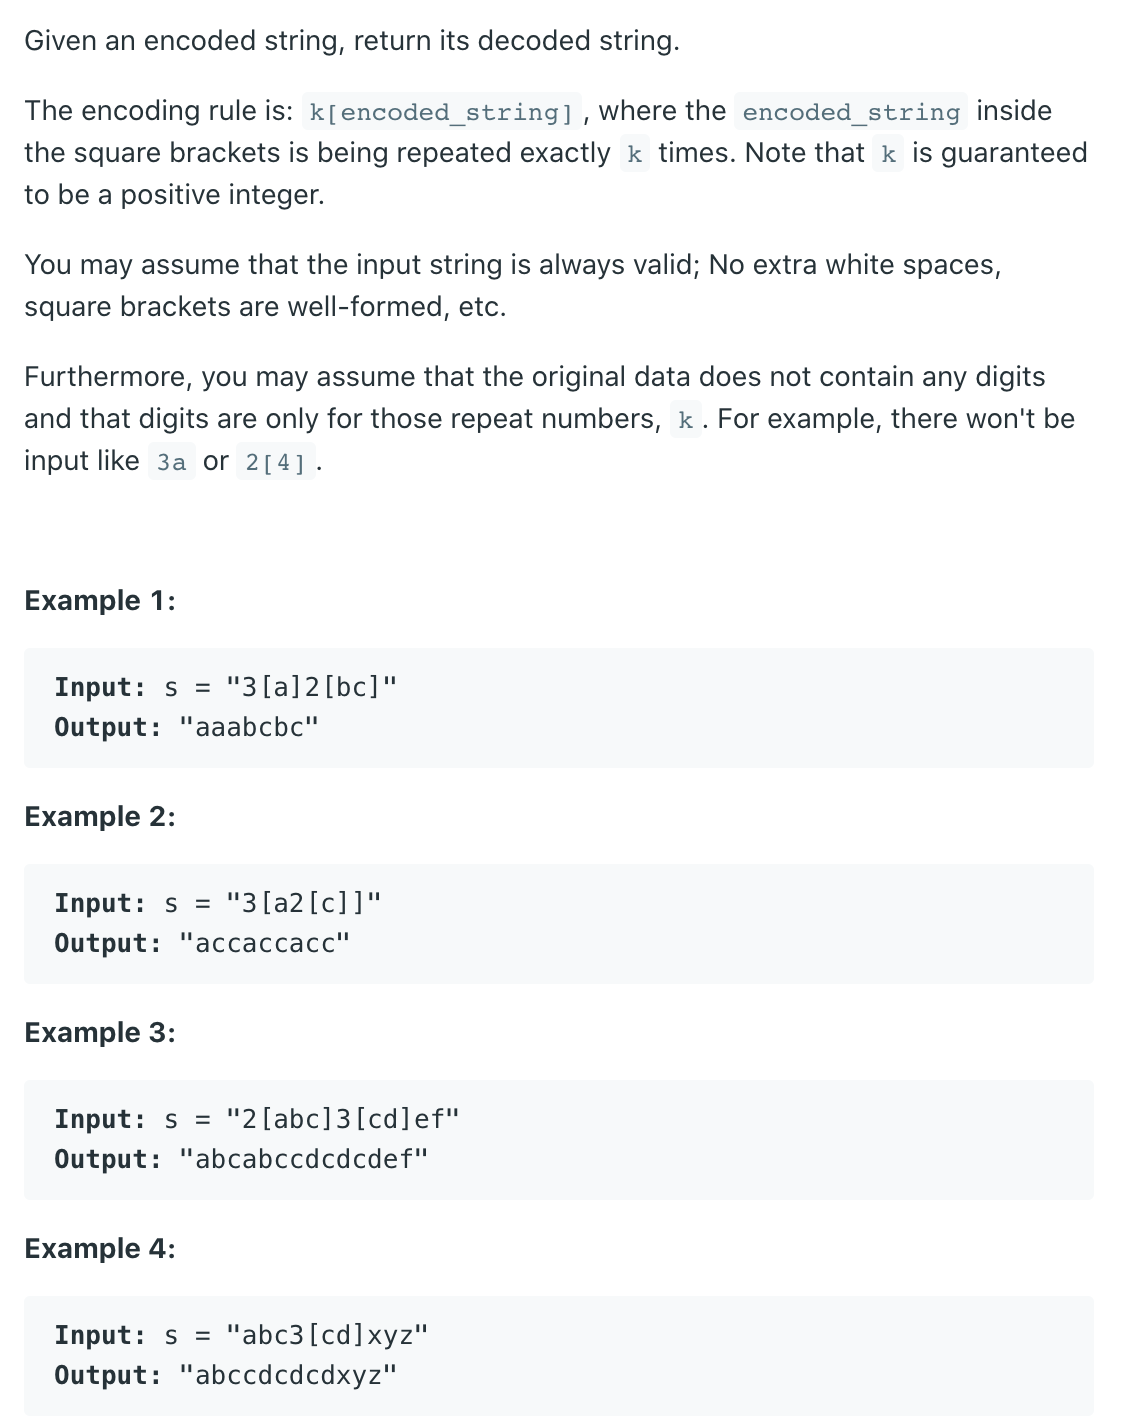 Given an encoded string, return its decoded string.
The encoding rule is: k[encoded_string], where the encoded_string inside
the square brackets is being repeated exactly k times. Note that k is guaranteed
to be a positive integer.
You may assume that the input string is always valid; No extra white spaces,
square brackets are well-formed, etc.
Furthermore, you may assume that the original data does not contain any digits
and that digits are only for those repeat numbers, k. For example, there won't be
input like 3a or 2[4].
Example 1:
Input: s = "3[a]2[bc]"
Output: "aaabcbc"
Example 2:
Input: s = "3[a2[c]]"
Output: "accaccacc"
Example 3:
Input: s = "2[abc]3[cd]ef"
Output: "abcabccdcdcdef"
Example 4:
Input: s = "abc3[cd]xyz"
Output: "abccdcdcdxyz"